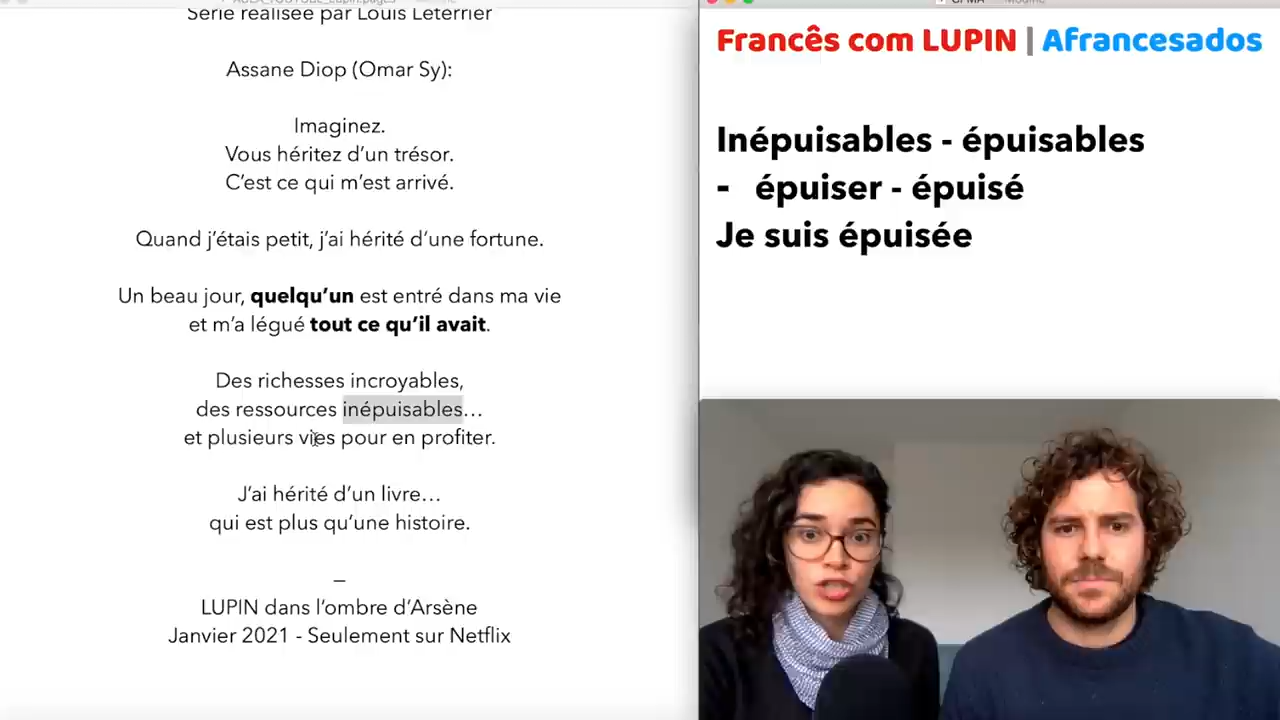 Série réalisée par Louis Leterrier
Assane Diop (Omar Sy):
Imaginez.
Vous héritez d’un trésor.
C’est ce qui m’est arrivé.
Quand j’étais petit, j’ai hérité d’une fortune.
Un beau jour, quelqu’un est entré dans ma vie
et m’a légué tout ce qu’il avait.
Des richesses incroyables,
des ressources inépuisables…
et plusieurs vies pour en profiter.
J’ai hérité d’un livre…
qui est plus qu’une histoire.
–
LUPIN dans l’ombre d’Arsène
Janvier 2021 - Seulement sur Netflix
Francês com LUPIN | Afrancesados
Inépuisables - épuisables
- épuiser - épuisé
Je suis épuisée